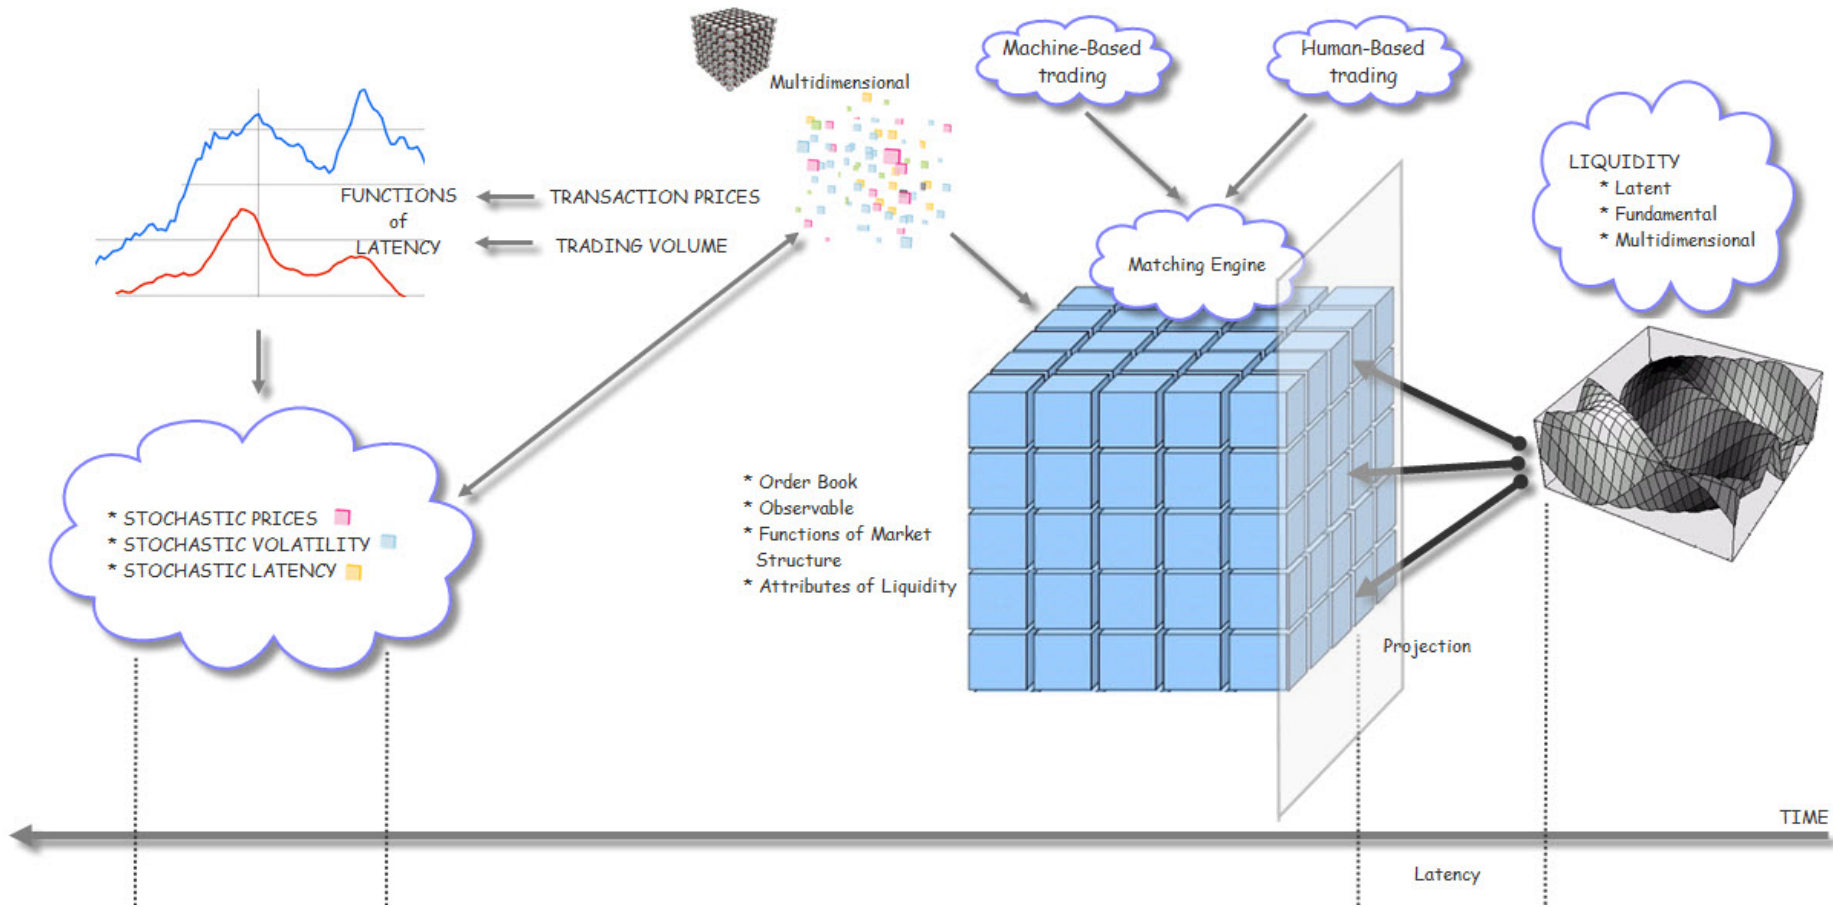 Multidimensional
Machine-Based
trading
Human-Based
trading
LIQUIDITY
* Latent
* Fundamental
* Multidimensional
FUNCTIONS
of
LATENCY
TRANSACTION PRICES
TRADING VOLUME
Matching Engine
* Order Book
* Observable
* Functions of Market
Structure
* Attributes of Liquidity
* STOCHASTIC PRICES
* STOCHASTIC VOLATILITY
* STOCHASTIC LATENCY
Projection
TIME
Latency